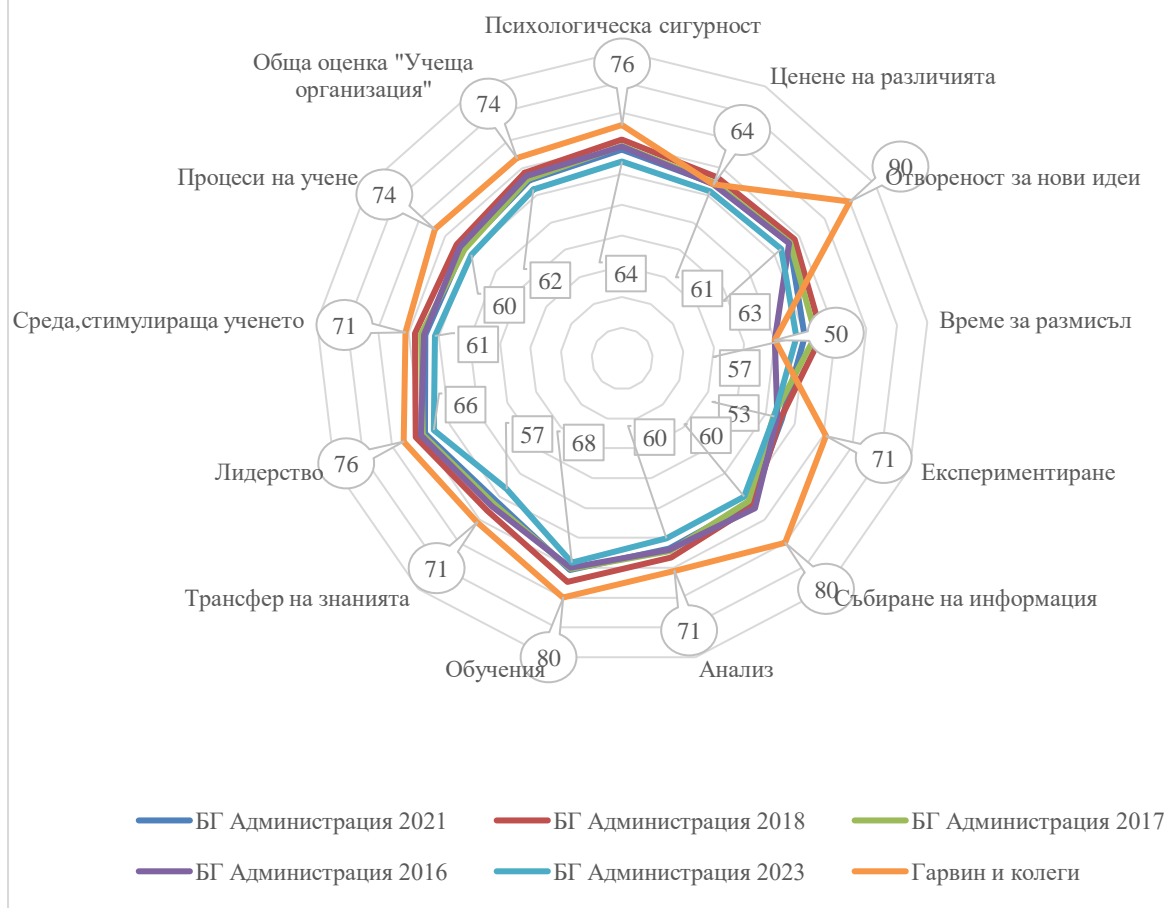 Психологическа сигурност
Обща оценка "Учеща
организация"
76
Ценене на различията
74
64
Процеси на учене
74
90
Отвореност за нови идеи
62
64
61
60
63
Среда,стимулираща ученето
71
61
50
Време за размисъл
57
66
53
57
68
60
60
Лидерство
76
71
Експериментиране
Трансфер на знанията
71
80
Събиране на информация
Обучения
80
71
Анализ
БГ Администрация 2021
БГ Администрация 2018
БГ Администрация 2017
БГ Администрация 2016
БГ Администрация 2023
Гарвин и колеги